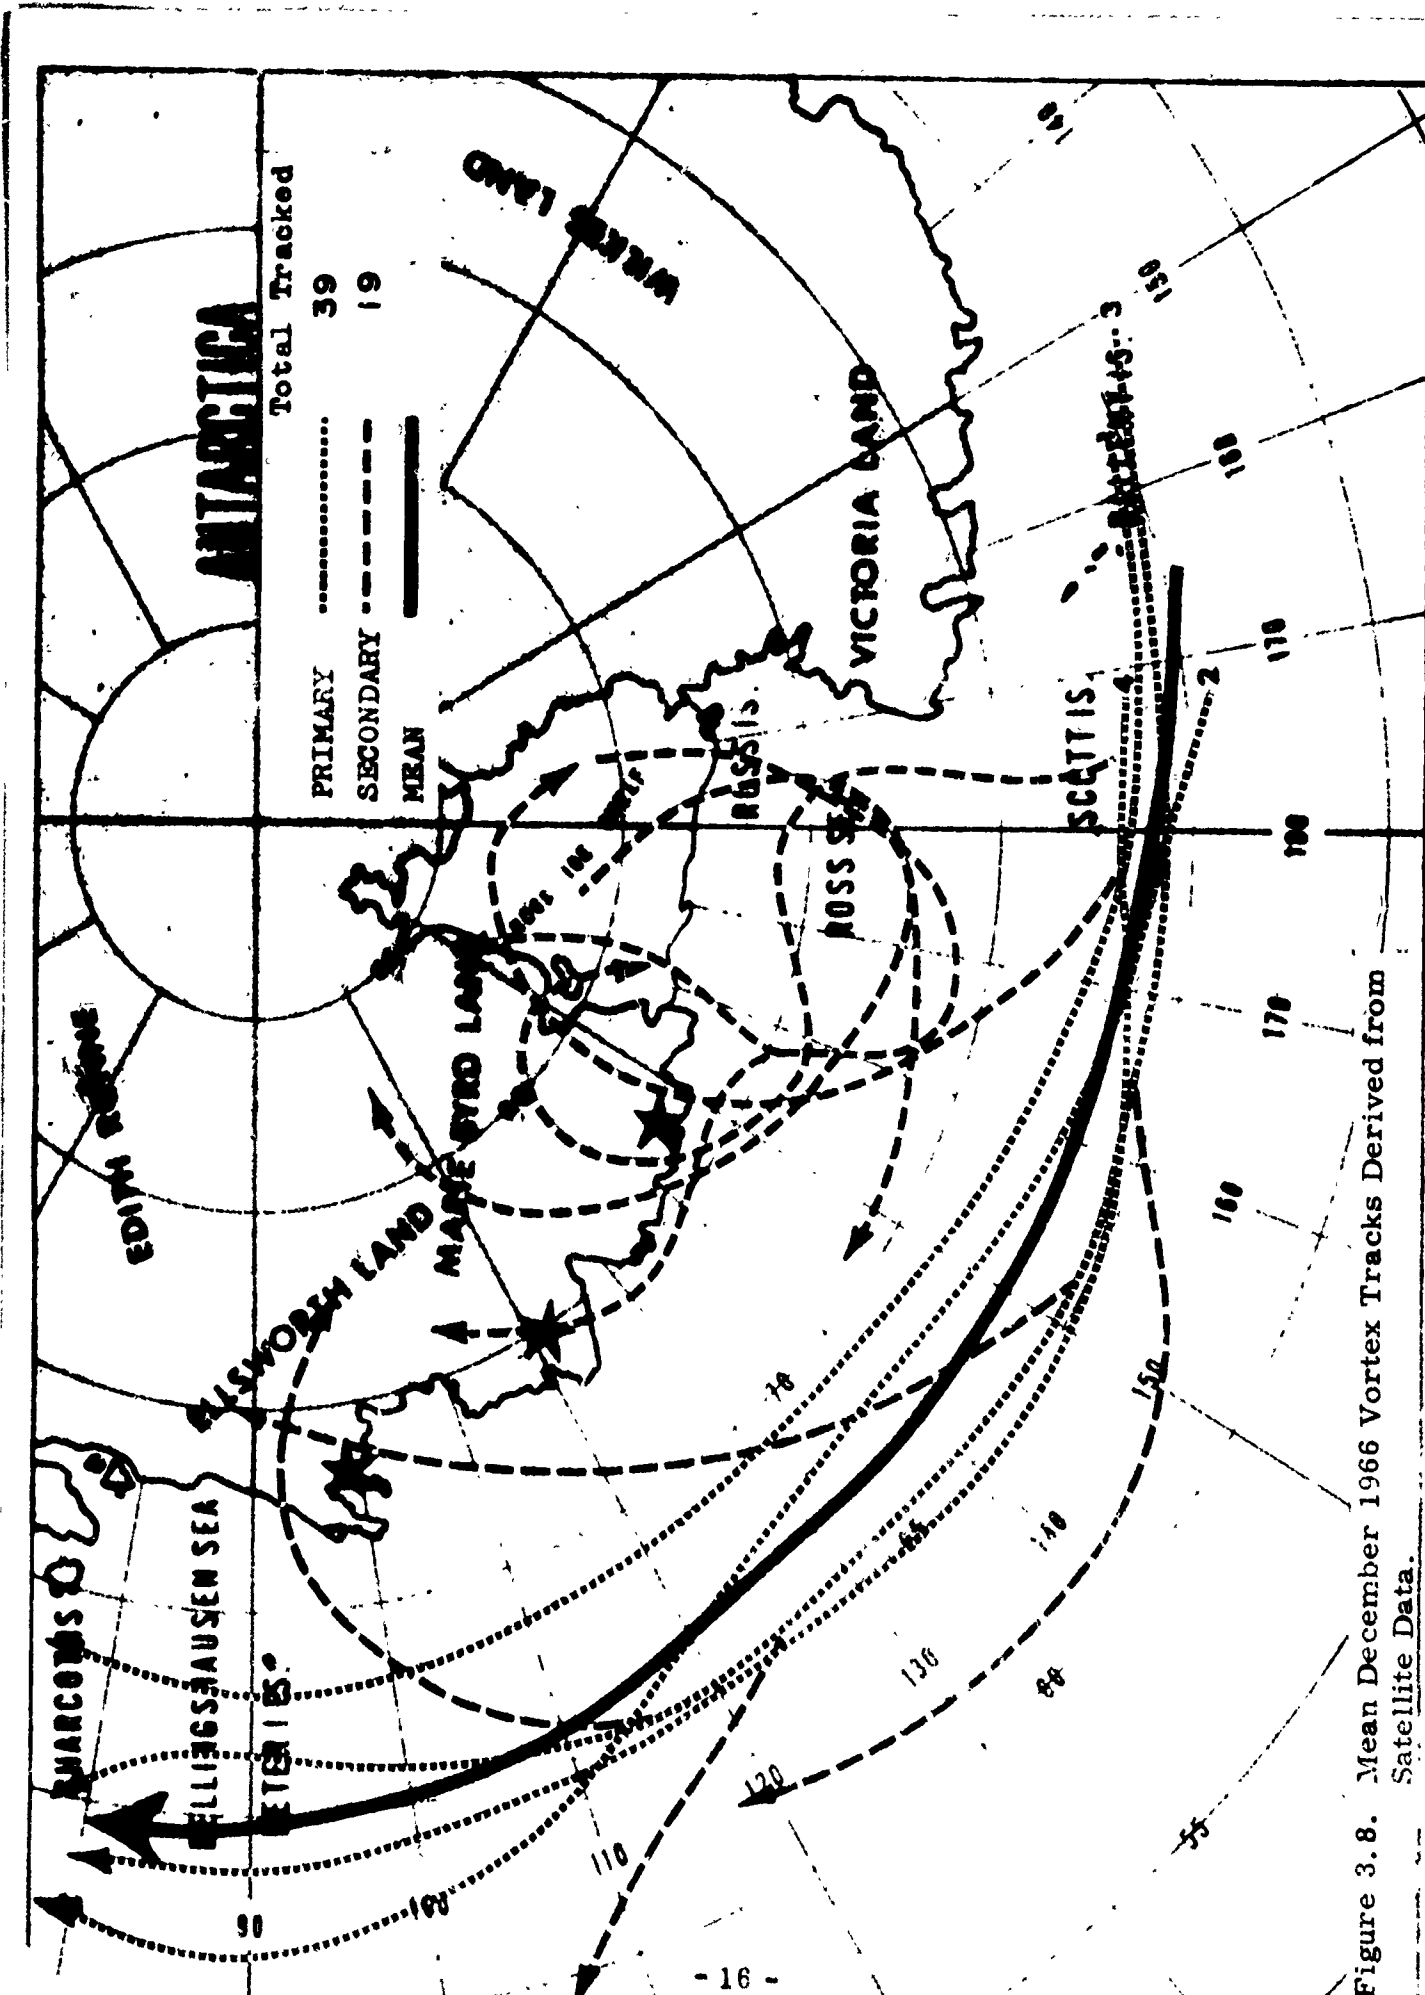 ANTARCTICA
Total Tracked
PRIMARY 39
SECONDARY 19
MEAN
LAND
VICTORIA LAND
EDITH
MARIE BYRD LAND
ELLSWORTH LAND
ROSS IS.
ROSS SEA
SCOTT IS.
BALLENY IS. 3
4
2
140
150
160
170
180
170
160
150
140
130
120
110
100
90
70
65
60
55
BELLINGSHAUSEN SEA
PETER I IS.
Figure 3.8. Mean December 1966 Vortex Tracks Derived from
Satellite Data.
- 16 -